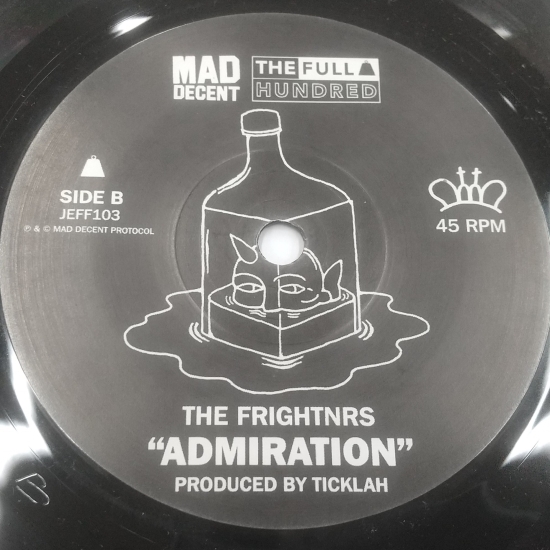 MAD
DECENT
THE FULL
HUNDRED
SIDE B
JEFF103
℗ & © MAD DECENT PROTOCOL
45 RPM
THE FRIGHTNRS
“ADMIRATION”
PRODUCED BY TICKLAH
B